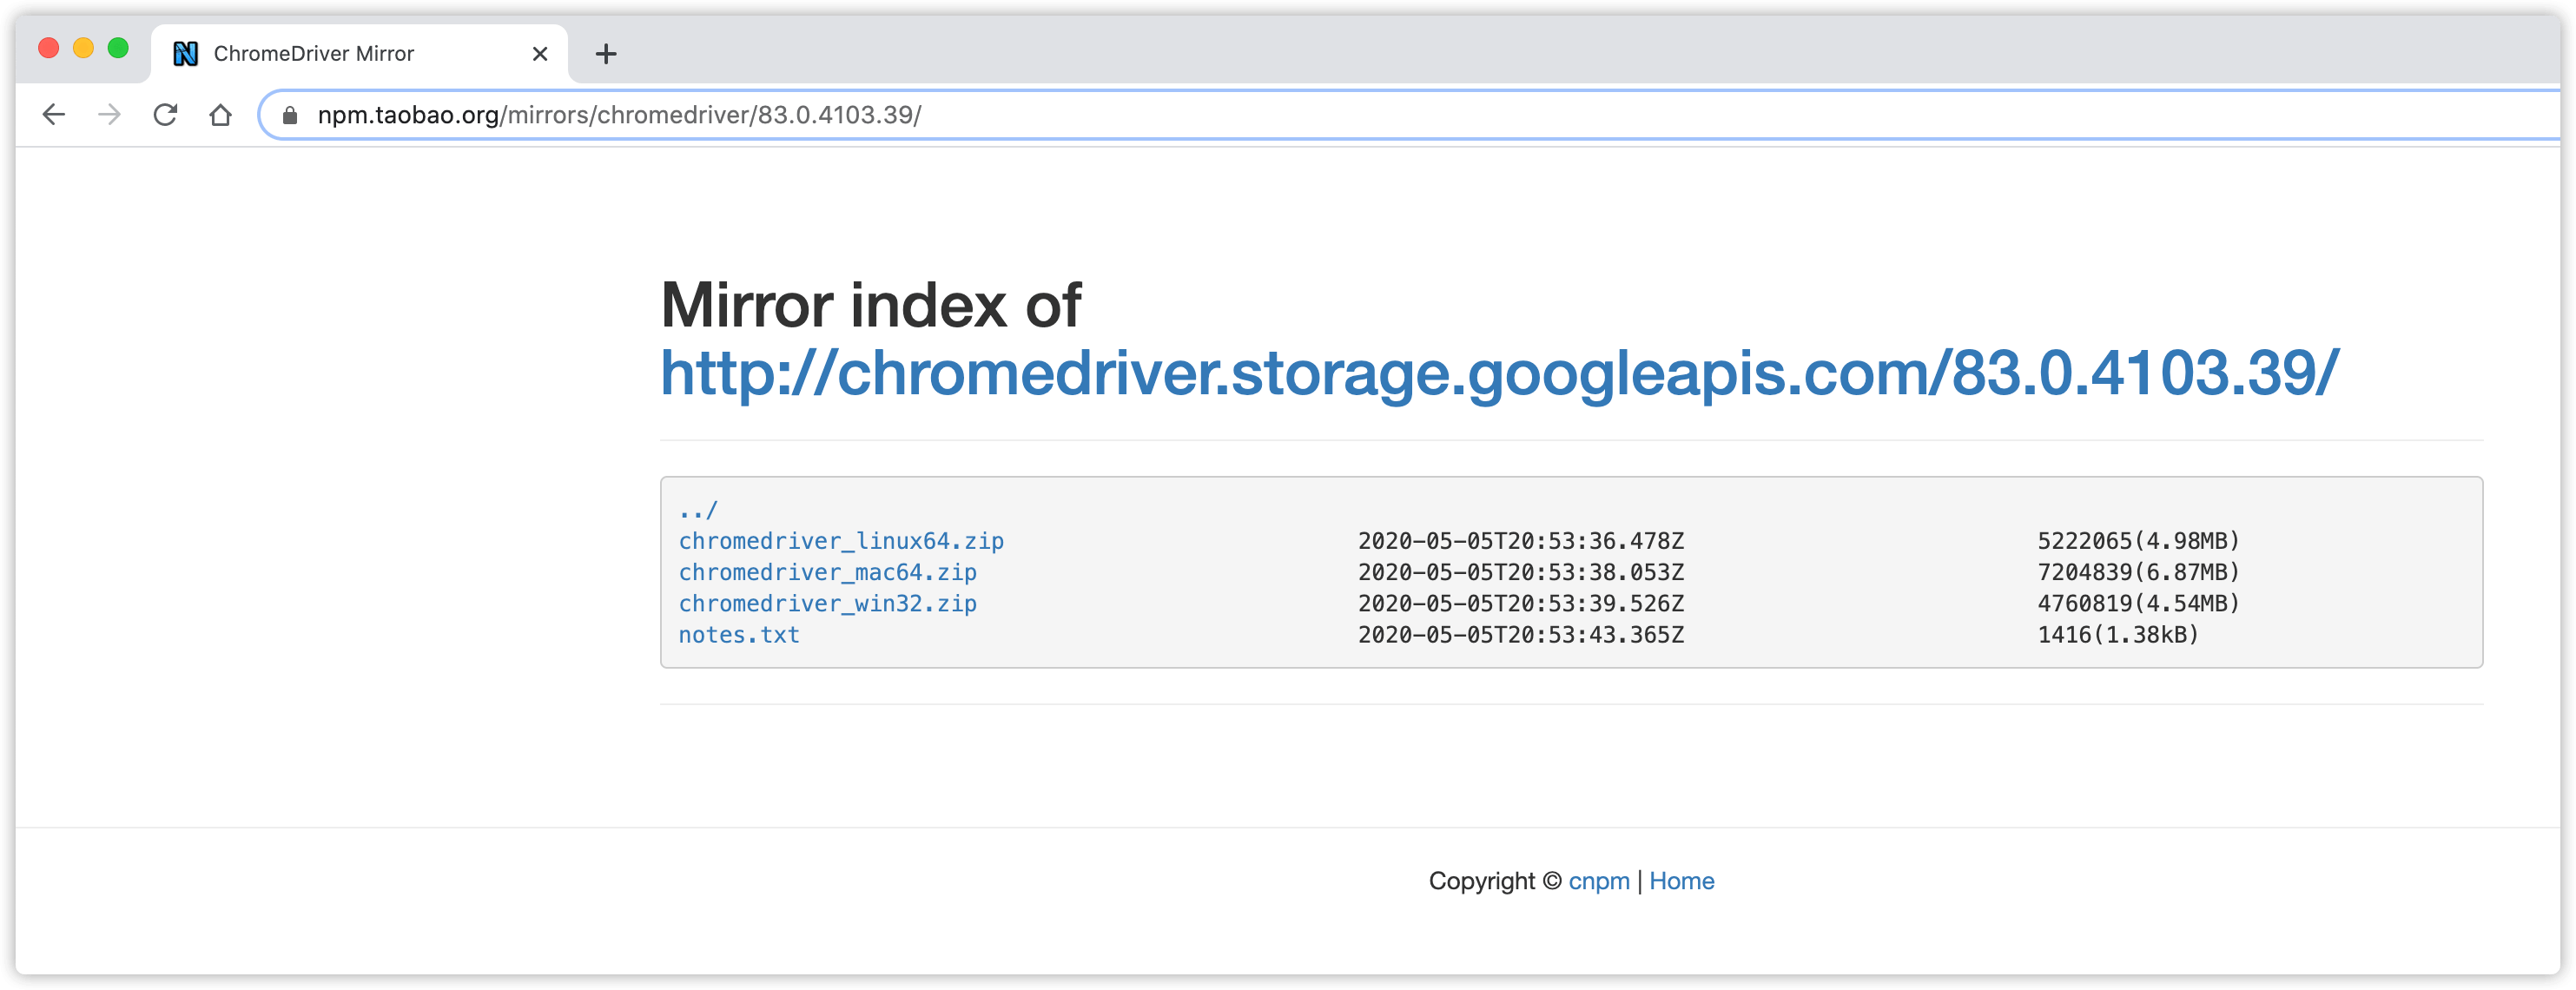 ChromeDriver Mirror
npm.taobao.org/mirrors/chromedriver/83.0.4103.39/
Mirror index of
http://chromedriver.storage.googleapis.com/83.0.4103.39/
../
chromedriver_linux64.zip 2020-05-05T20:53:36.478Z 5222065(4.98MB)
chromedriver_mac64.zip 2020-05-05T20:53:38.053Z 7204839(6.87MB)
chromedriver_win32.zip 2020-05-05T20:53:39.526Z 4760819(4.54MB)
notes.txt 2020-05-05T20:53:43.365Z 1416(1.38kB)
Copyright © cnpm | Home